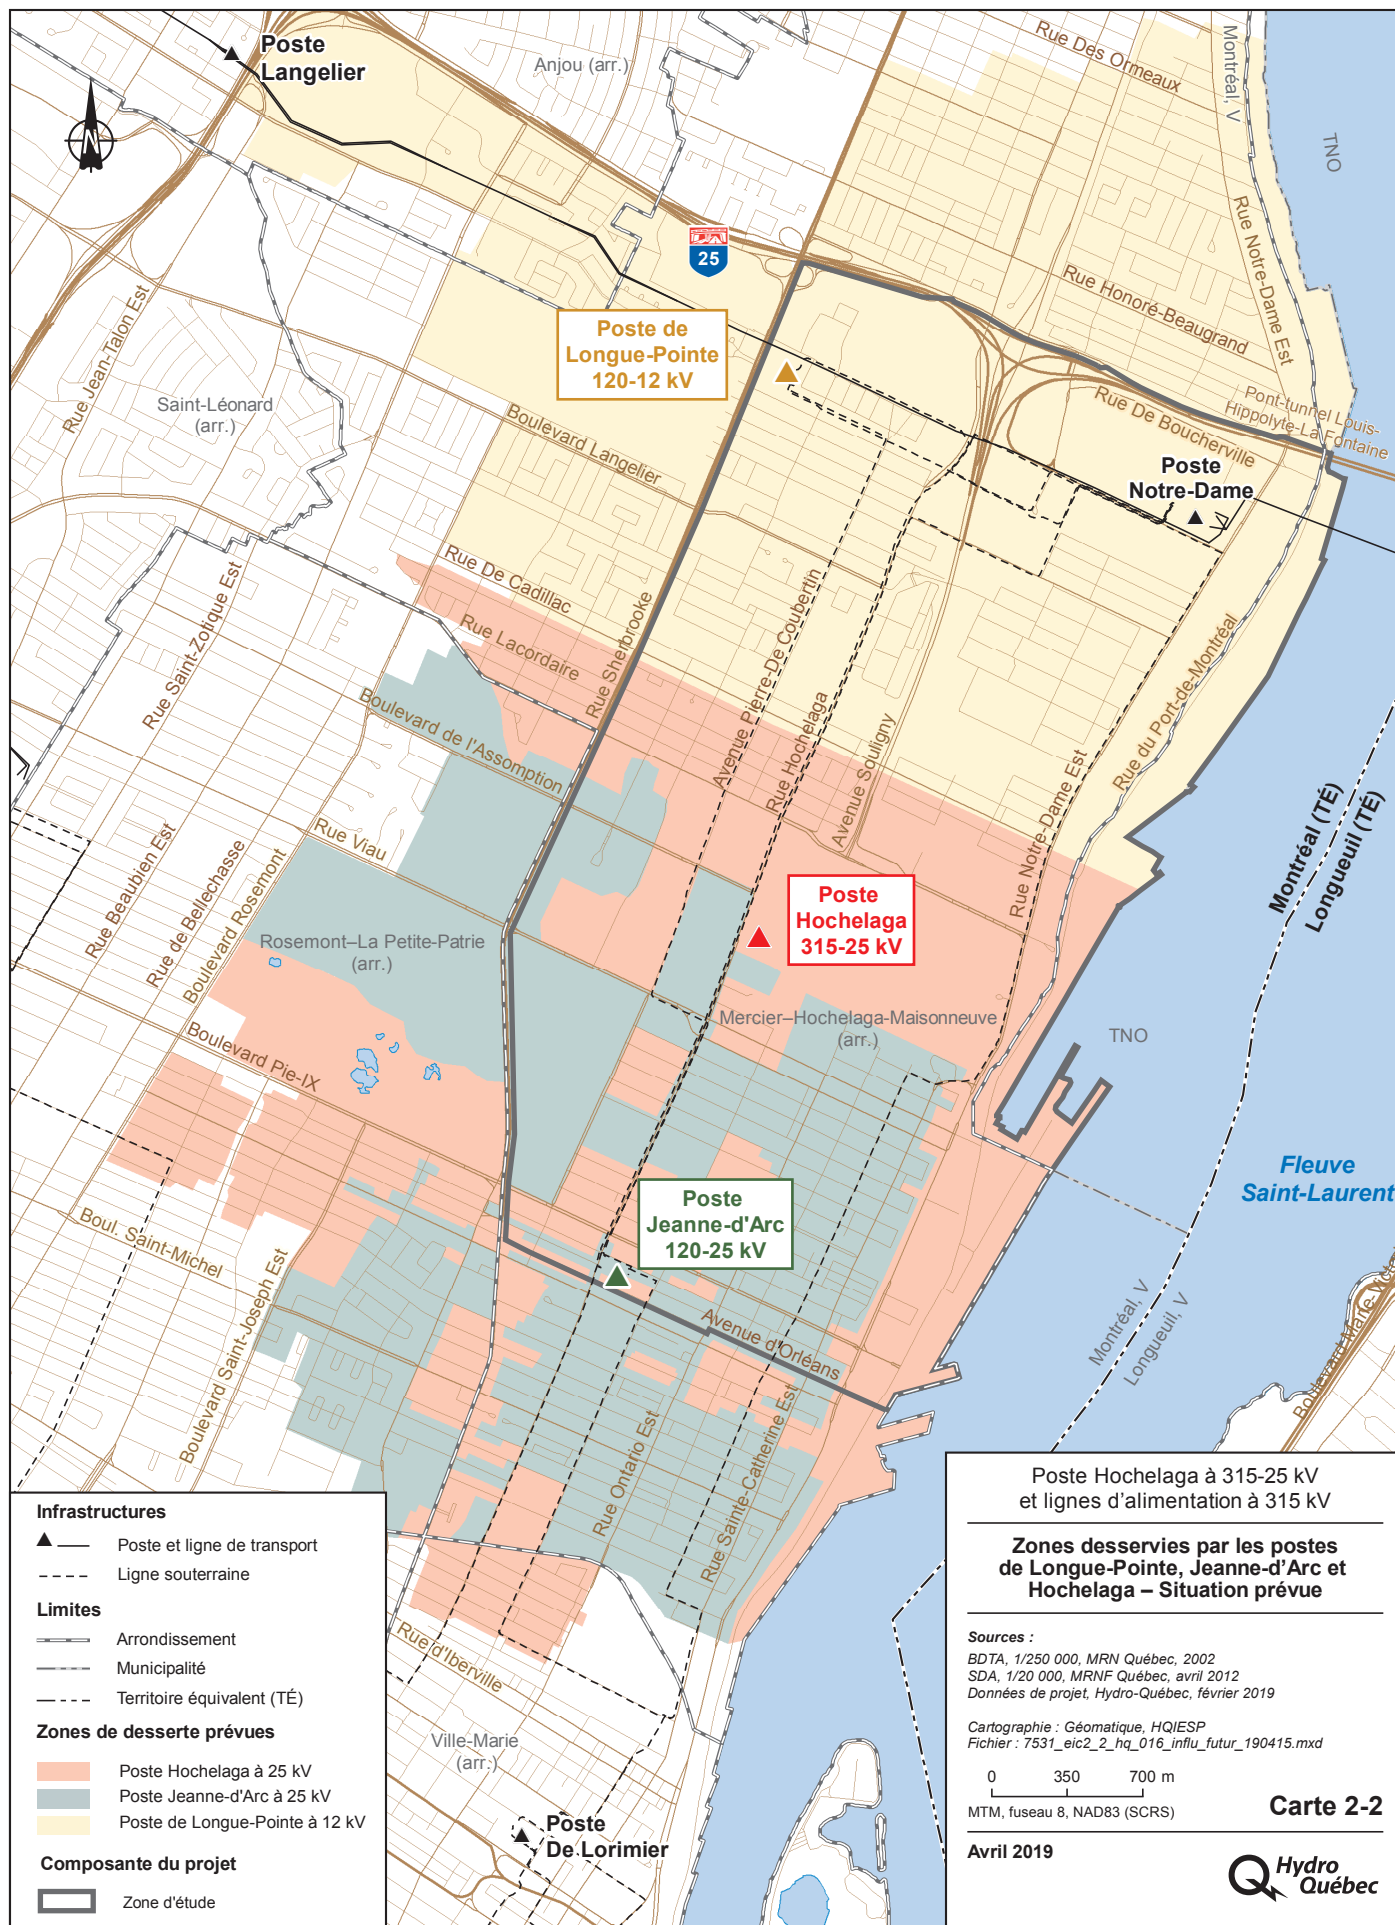 Poste
Langelier
Anjou (arr.)
Rue Des Ormeaux
Montréal, V
TNO
N
25
Rue Notre-Dame Est
Rue Honoré-Beaugrand
Rue Jean-Talon Est
Poste de
Longue-Pointe
120-12 kV
Saint-Léonard
(arr.)
Boulevard Langelier
Rue De Boucherville
Pont-tunnel Louis-
Hippolyte-La Fontaine
Poste
Notre-Dame
Rue De Cadillac
Rue Lacordaire
Rue Saint-Zotique Est
Rue Sherbrooke
Avenue Pierre-De Coubertin
Rue Hochelaga
Avenue Souligny
Rue Notre-Dame Est
Rue du Port-de-Montréal
Boulevard de l'Assomption
Rue Viau
Rue Beaubien Est
Rue de Bellechasse
Boulevard Rosemont
Montréal (TÉ)
Longueuil (TÉ)
Poste
Hochelaga
315-25 kV
Rosemont–La Petite-Patrie
(arr.)
Mercier–Hochelaga-Maisonneuve
(arr.)
TNO
Boulevard Pie-IX
Fleuve
Saint-Laurent
Poste
Jeanne-d'Arc
120-25 kV
Boul. Saint-Michel
Boulevard Saint-Joseph Est
Avenue d'Orléans
Montréal, V
Longueuil, V
Rue Ontario Est
Rue Sainte-Catherine Est
Rue d'Iberville
Ville-Marie
(arr.)
Poste
De Lorimier
Infrastructures
Poste et ligne de transport
Ligne souterraine
Limites
Arrondissement
Municipalité
Territoire équivalent (TÉ)
Zones de desserte prévues
Poste Hochelaga à 25 kV
Poste Jeanne-d'Arc à 25 kV
Poste de Longue-Pointe à 12 kV
Composante du projet
Zone d'étude
Poste Hochelaga à 315-25 kV
et lignes d'alimentation à 315 kV
Zones desservies par les postes
de Longue-Pointe, Jeanne-d'Arc et
Hochelaga – Situation prévue
Sources :
BDTA, 1/250 000, MRN Québec, 2002
SDA, 1/20 000, MRNF Québec, avril 2012
Données de projet, Hydro-Québec, février 2019
Cartographie : Géomatique, HQIESP
Fichier : 7531_eic2_2_hq_016_influ_futur_190415.mxd
0 350 700 m
MTM, fuseau 8, NAD83 (SCRS)
Carte 2-2
Avril 2019
Hydro
Québec